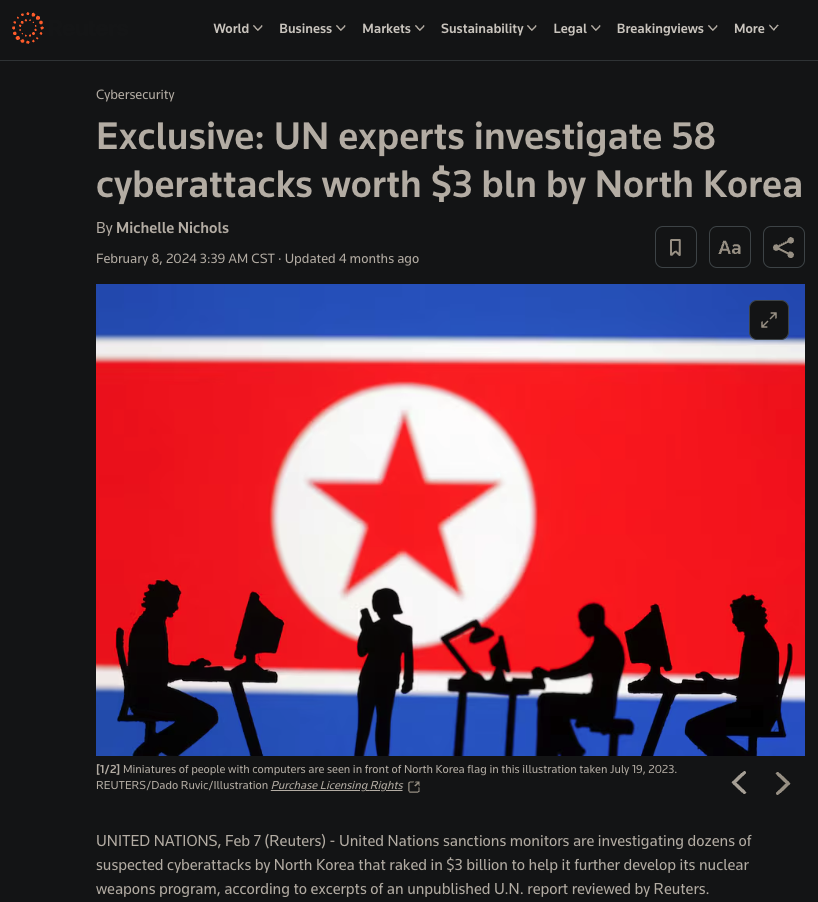 World Business Markets Sustainability Legal Breakingviews More
Cybersecurity
Exclusive: UN experts investigate 58
cyberattacks worth $3 bln by North Korea
By Michelle Nichols
February 8, 2024 3:39 AM CST · Updated 4 months ago
Aa
[1/2] Miniatures of people with computers are seen in front of North Korea flag in this illustration taken July 19, 2023.
REUTERS/Dado Ruvic/Illustration Purchase Licensing Rights
UNITED NATIONS, Feb 7 (Reuters) - United Nations sanctions monitors are investigating dozens of
suspected cyberattacks by North Korea that raked in $3 billion to help it further develop its nuclear
weapons program, according to excerpts of an unpublished U.N. report reviewed by Reuters.